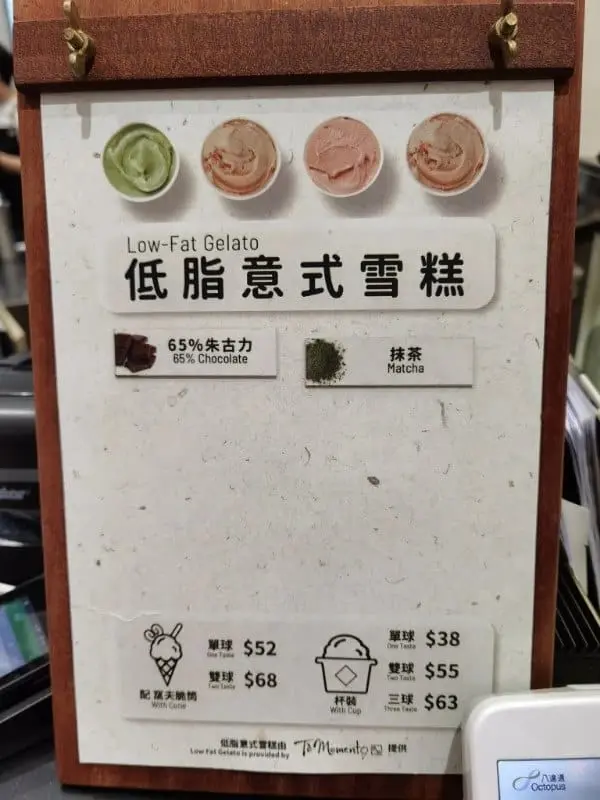 Low-Fat Gelato
低脂意式雪糕
65%朱古力
65% Chocolate
抹茶
Matcha
單球 $52
One Taste
雙球 $68
Two Taste
配 窩夫脆筒
With Cone
單球 $38
One Taste
雙球 $55
Two Taste
三球 $63
Three Taste
杯裝
With Cup
低脂意式雪糕由
Low Fat Gelato is provided by
Té Momento
提供
八達通
Octopus